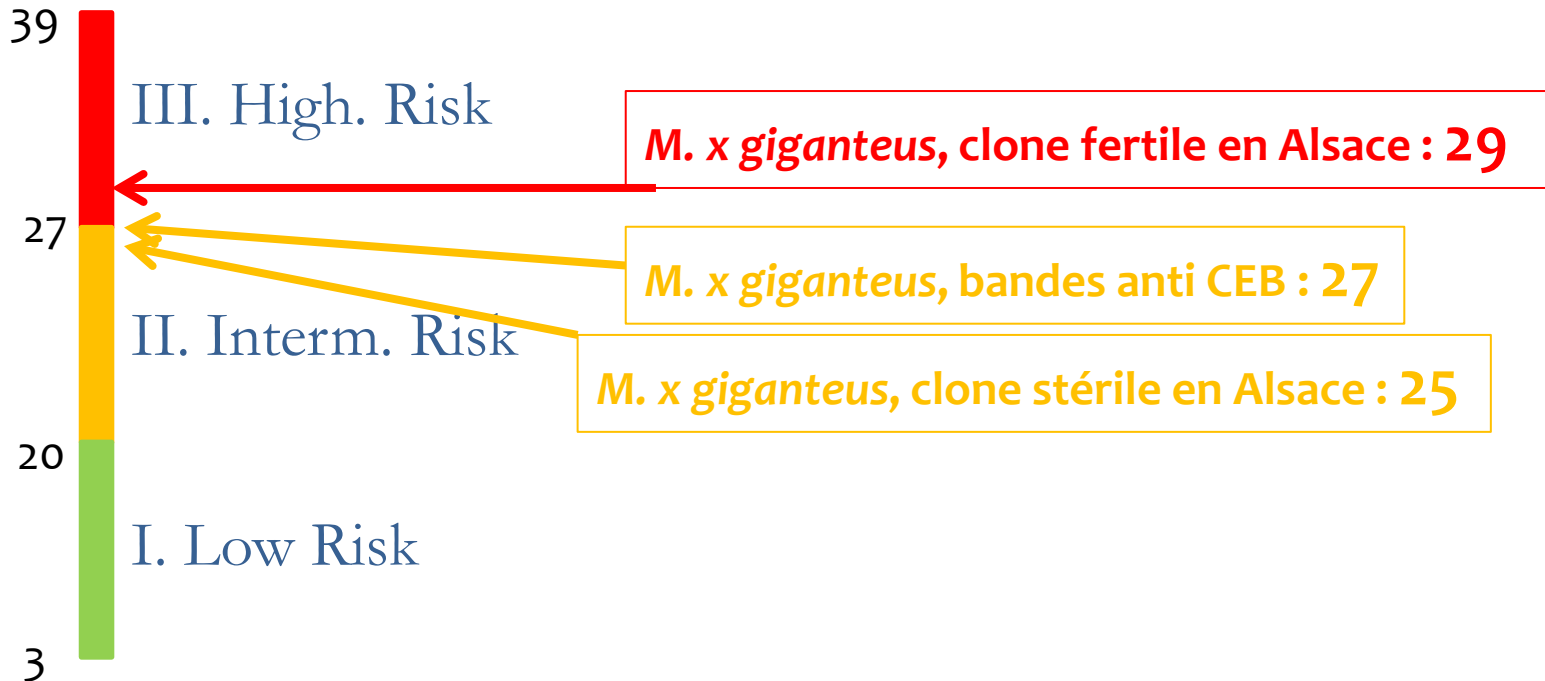 39
III. High. Risk
M. x giganteus, clone fertile en Alsace : 29
27
M. x giganteus, bandes anti CEB : 27
II. Interm. Risk
M. x giganteus, clone stérile en Alsace : 25
20
I. Low Risk
3